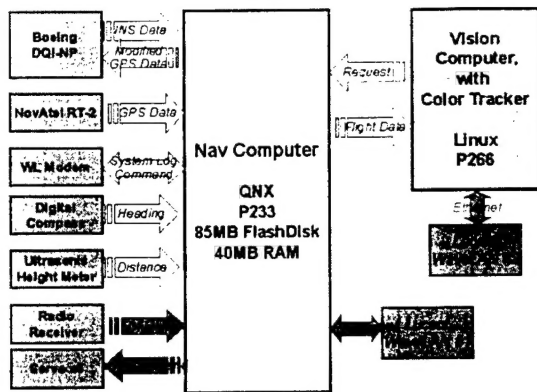 Boeing
DQI-NP
INS Data
Modified
GPS Data
NovAtel RT-2
GPS Data
WL Modem
System Log
Command
Digital
Compass
Heading
Ultrasonic
Height Meter
Distance
Radio
Receiver
Nav Computer
QNX
P233
85MB FlashDisk
40MB RAM
Request
Flight Data
Vision
Computer,
with
Color Tracker
Linux
P266
Ethernet